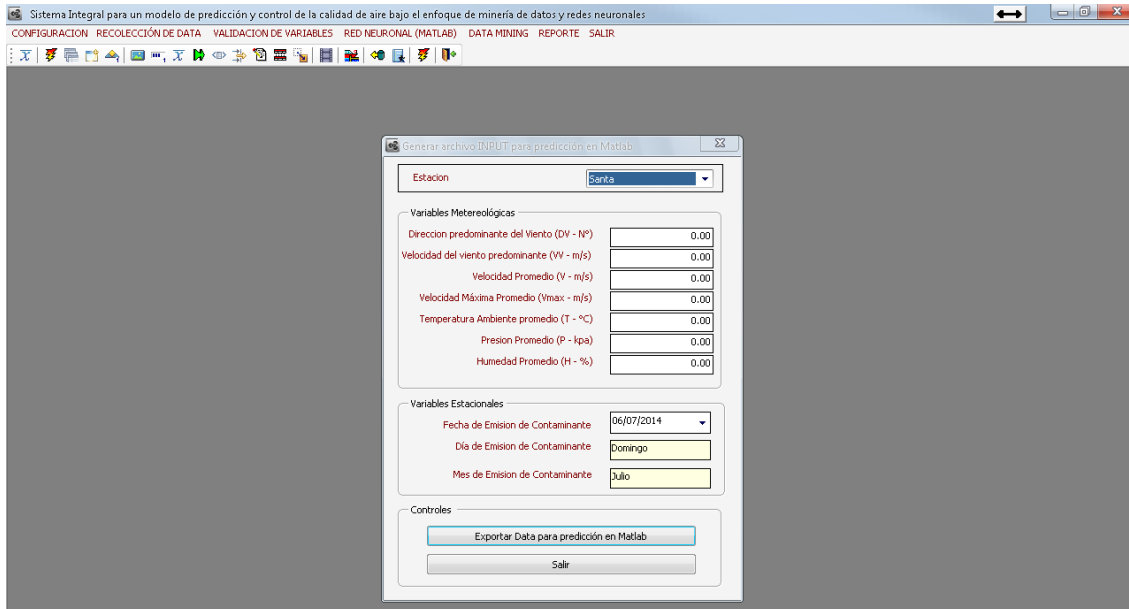 Sistema Integral para un modelo de predicción y control de la calidad de aire bajo el enfoque de minería de datos y redes neuronales
CONFIGURACION RECOLECCIÓN DE DATA VALIDACION DE VARIABLES RED NEURONAL (MATLAB) DATA MINING REPORTE SALIR
Generar archivo INPUT para predicción en Matlab
Estacion Santa
Variables Metereológicas
Direccion predominante del Viento (DV - Nº) 0.00
Velocidad del viento predominante (VV - m/s) 0.00
Velocidad Promedio (V - m/s) 0.00
Velocidad Máxima Promedio (Vmax - m/s) 0.00
Temperatura Ambiente promedio (T - ºC) 0.00
Presion Promedio (P - kpa) 0.00
Humedad Promedio (H - %) 0.00
Variables Estacionales
Fecha de Emision de Contaminante 06/07/2014
Día de Emision de Contaminante Domingo
Mes de Emision de Contaminante Julio
Controles
Exportar Data para predicción en Matlab
Salir